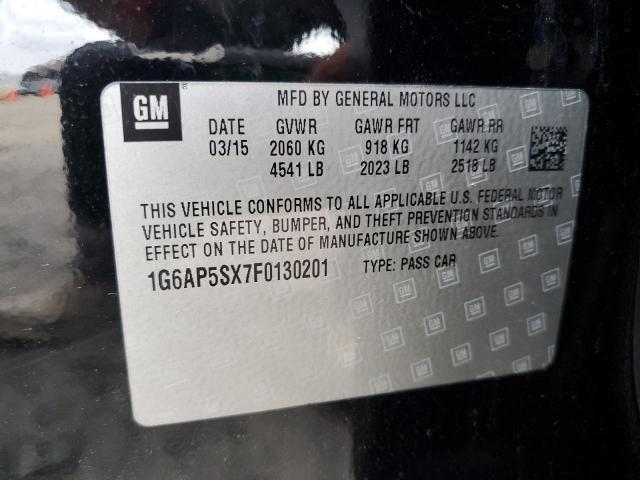 GM
MFD BY GENERAL MOTORS LLC
DATE GVWR GAWR FRT GAWR RR
03/15 2060 KG 918 KG 1142 KG
4541 LB 2023 LB 2518 LB
THIS VEHICLE CONFORMS TO ALL APPLICABLE U.S. FEDERAL MOTOR
VEHICLE SAFETY, BUMPER, AND THEFT PREVENTION STANDARDS IN
EFFECT ON THE DATE OF MANUFACTURE SHOWN ABOVE.
1G6AP5SX7F0130201 TYPE: PASS CAR